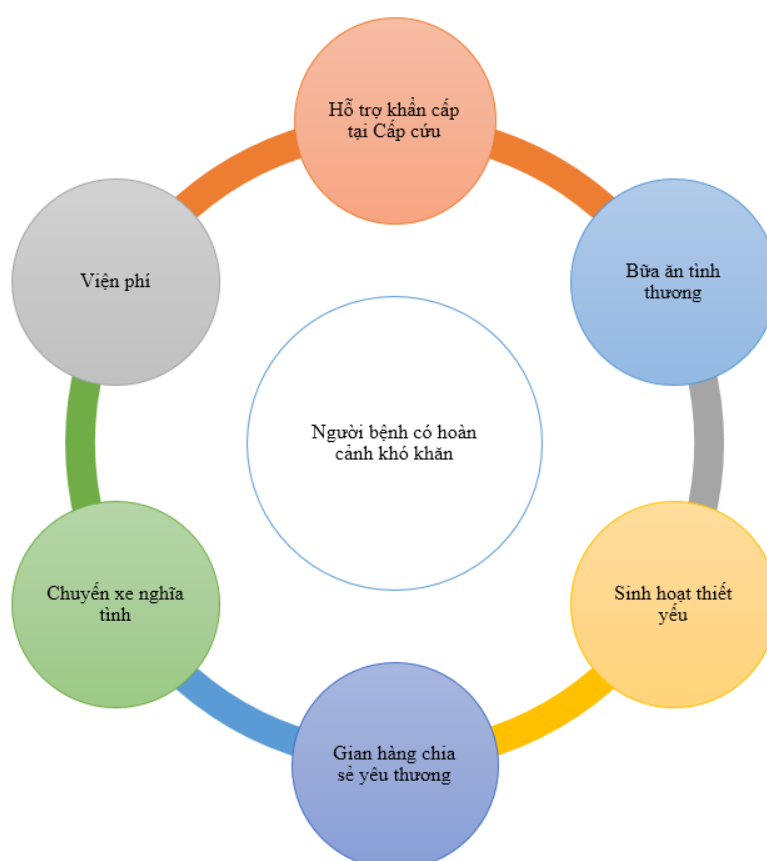 Hỗ trợ khẩn cấp
tại Cấp cứu
Bữa ăn tình
thương
Sinh hoạt thiết
yếu
Gian hàng chia
sẻ yêu thương
Chuyến xe nghĩa
tình
Viện phí
Người bệnh có hoàn
cảnh khó khăn